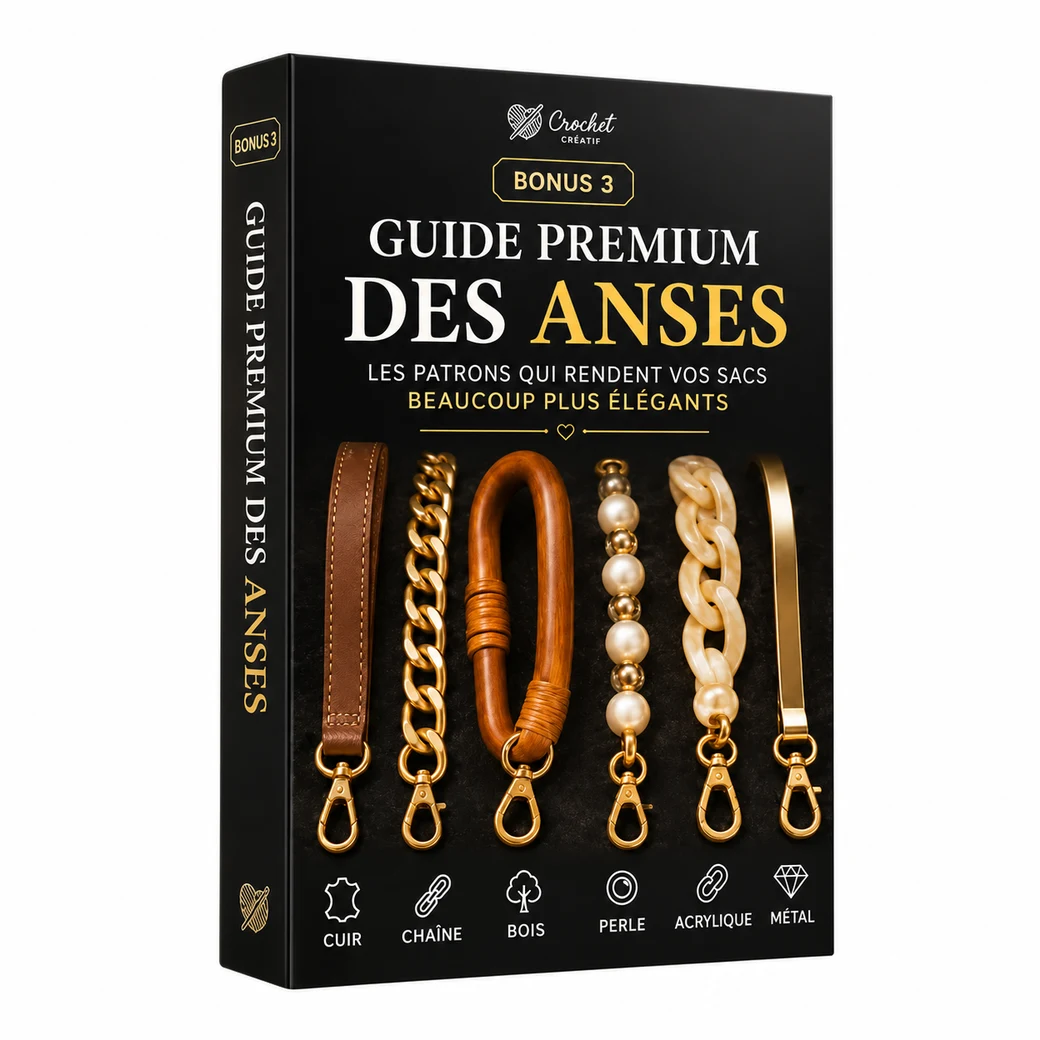 BONUS 3
GUIDE PREMIUM DES ANSES
Crochet
CRÉATIF
BONUS 3
GUIDE PREMIUM
DES ANSES
LES PATRONS QUI RENDENT VOS SACS
BEAUCOUP PLUS ÉLÉGANTS
CUIR
CHAÎNE
BOIS
PERLE
ACRYLIQUE
MÉTAL